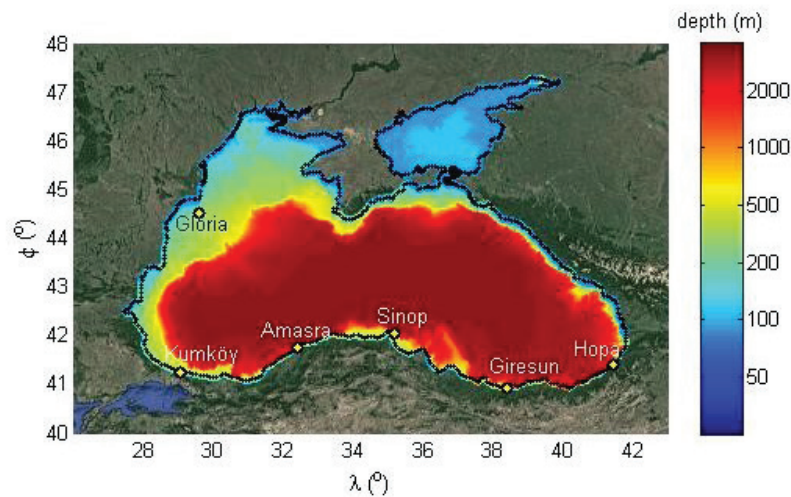 depth (m)
48
47
46
45
44
43
42
41
40
ϕ (º)
28
30
32
34
36
38
40
42
λ (º)
2000
1000
500
200
100
50
Gloria
Sinop
Amasra
Kumköy
Hopa
Giresun